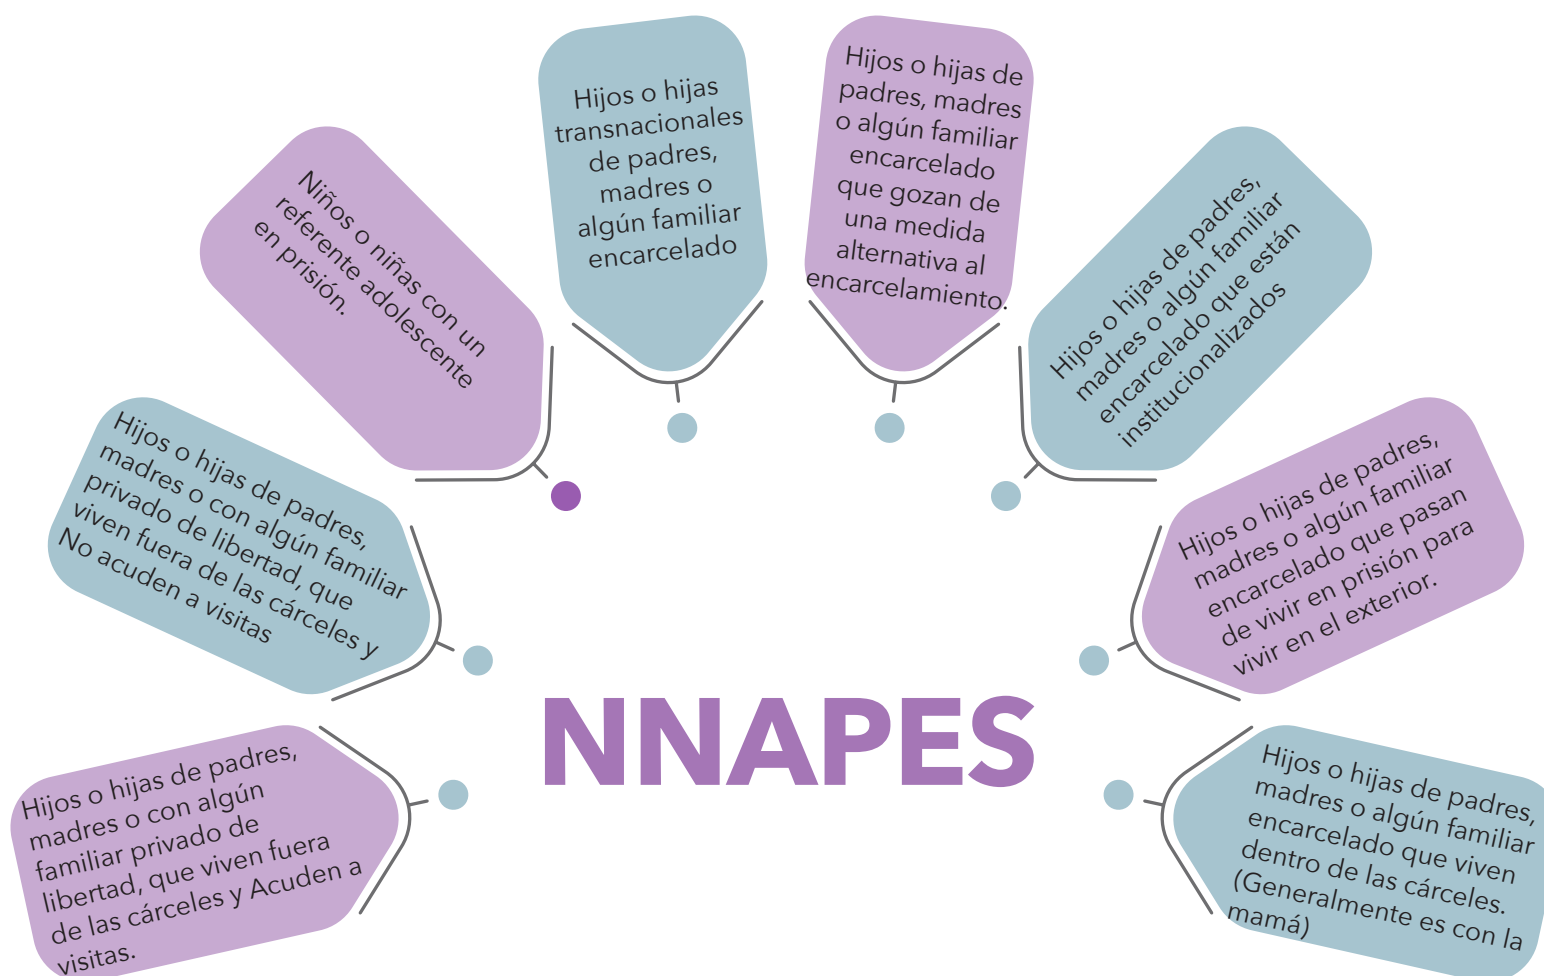 Hijos o hijas de padres,
madres o con algún
familiar privado de
libertad, que viven fuera
de las cárceles y Acuden a
visitas.
Hijos o hijas de padres,
madres o con algún familiar
privado de libertad, que
viven fuera de las cárceles y
No acuden a visitas
Niños o niñas con un
referente adolescente
en prisión.
Hijos o hijas
transnacionales
de padres,
madres o
algún familiar
encarcelado
Hijos o hijas de
padres, madres
o algún familiar
encarcelado
que gozan de
una medida
alternativa al
encarcelamiento.
Hijos o hijas de padres,
madres o algún familiar
encarcelado que están
institucionalizados
Hijos o hijas de padres,
madres o algún familiar
encarcelado que pasan
de vivir en prisión para
vivir en el exterior.
Hijos o hijas de padres,
madres o algún familiar
encarcelado que viven
dentro de las cárceles.
(Generalmente es con la
mamá)
NNAPES